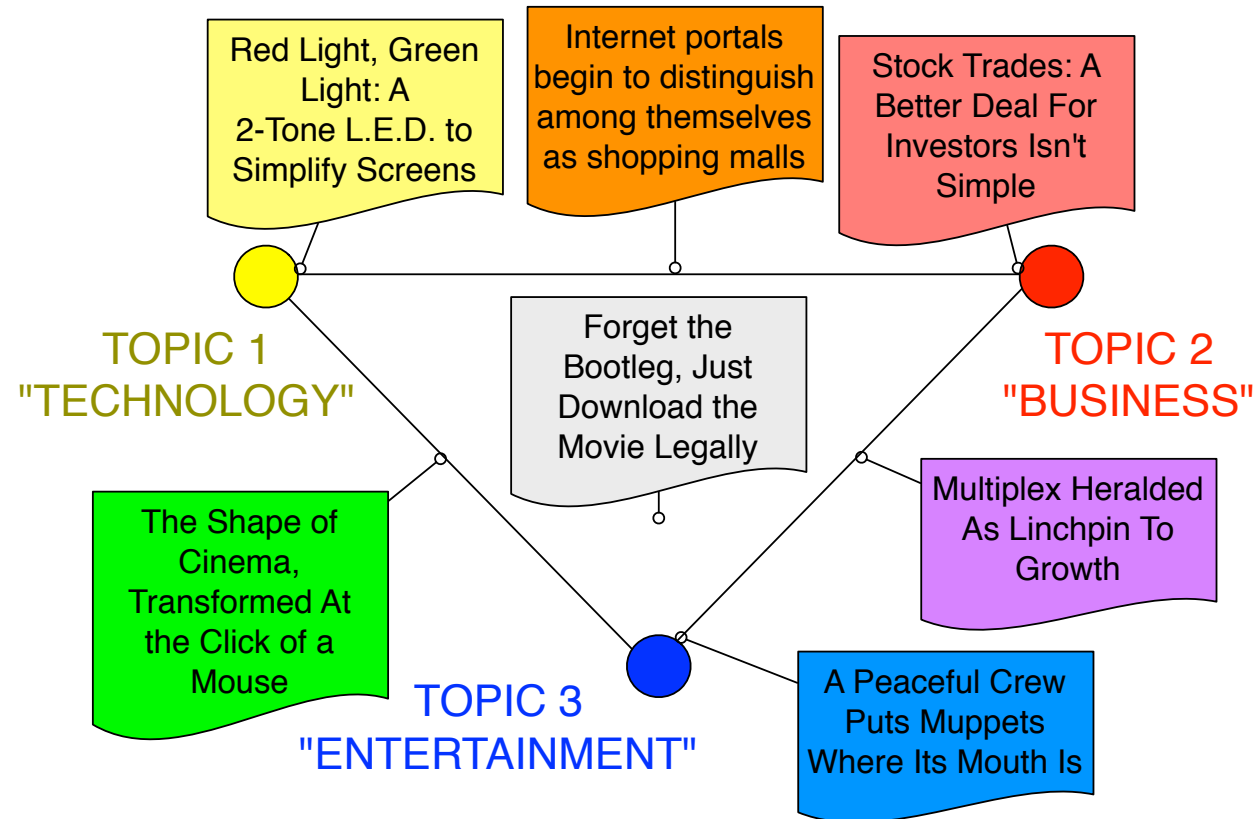 Red Light, Green
Light: A
2-Tone L.E.D. to
Simplify Screens
Internet portals
begin to distinguish
among themselves
as shopping malls
Stock Trades: A
Better Deal For
Investors Isn't
Simple
TOPIC 1
"TECHNOLOGY"
Forget the
Bootleg, Just
Download the
Movie Legally
TOPIC 2
"BUSINESS"
The Shape of
Cinema,
Transformed At
the Click of a
Mouse
Multiplex Heralded
As Linchpin To
Growth
TOPIC 3
"ENTERTAINMENT"
A Peaceful Crew
Puts Muppets
Where Its Mouth Is